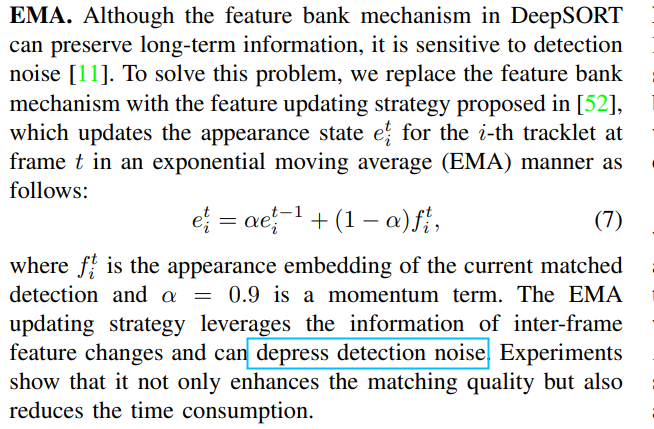 EMA. Although the feature bank mechanism in DeepSORT
can preserve long-term information, it is sensitive to detection
noise [11]. To solve this problem, we replace the feature bank
mechanism with the feature updating strategy proposed in [52],
which updates the appearance state e_i^t for the i-th tracklet at
frame t in an exponential moving average (EMA) manner as
follows:
e_i^t = αe_i^{t−1} + (1 − α)f_i^t, (7)
where f_i^t is the appearance embedding of the current matched
detection and α = 0.9 is a momentum term. The EMA
updating strategy leverages the information of inter-frame
feature changes and can depress detection noise. Experiments
show that it not only enhances the matching quality but also
reduces the time consumption.